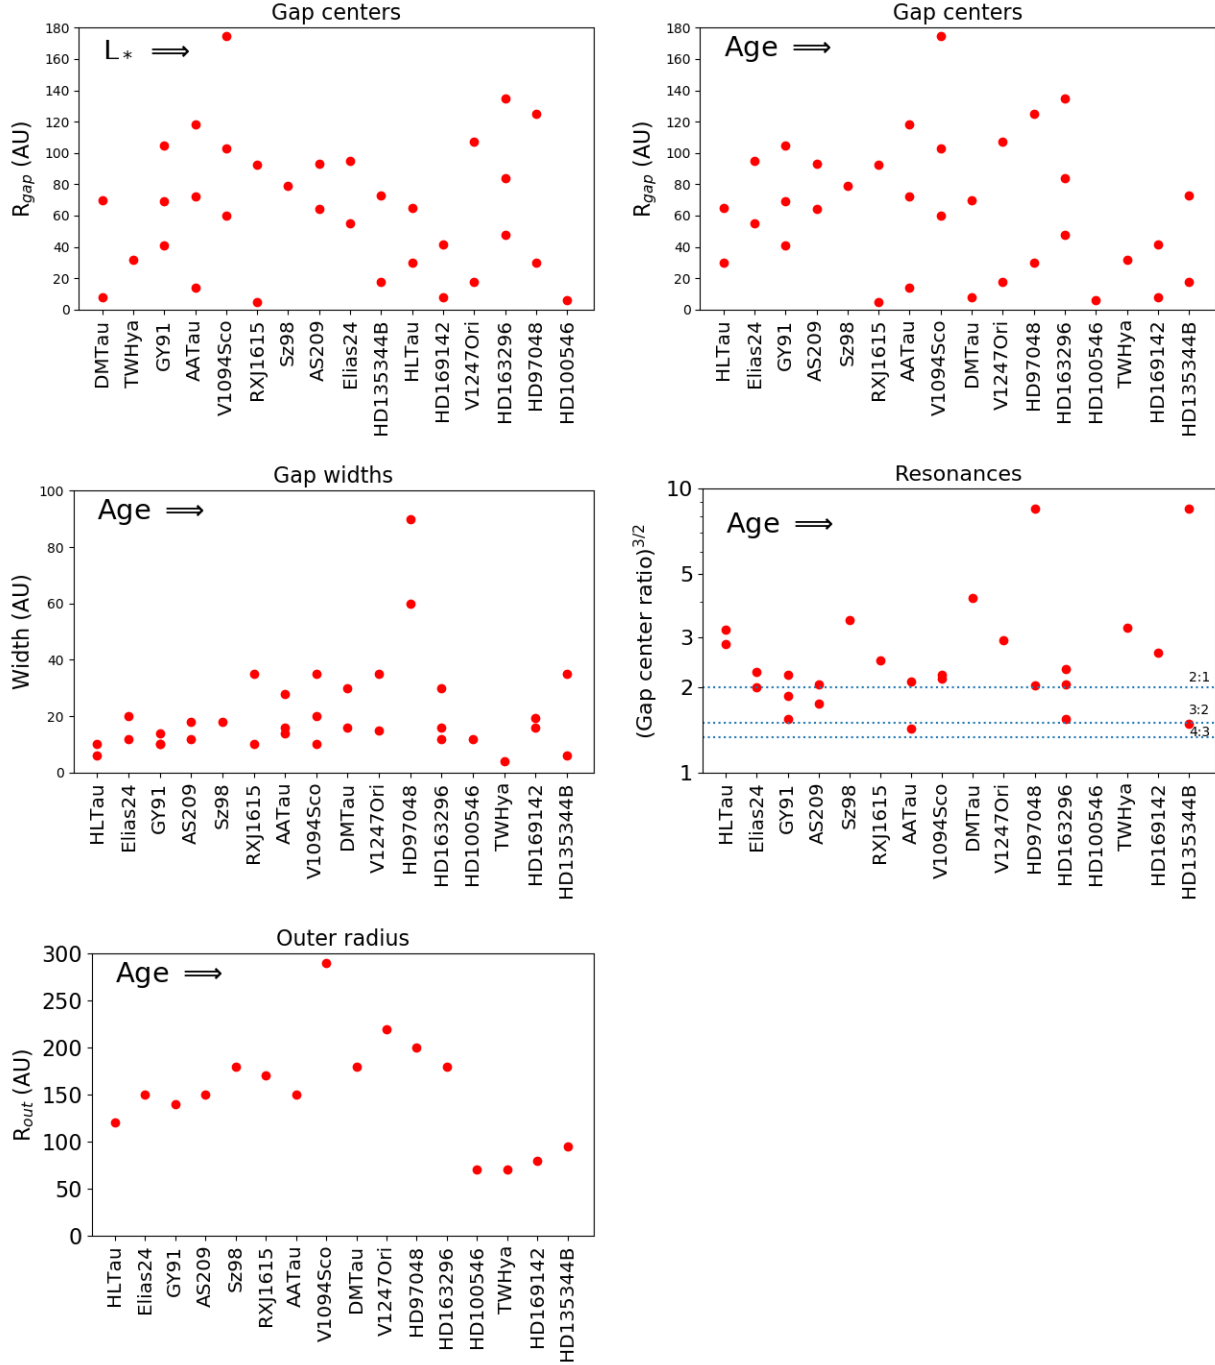 Gap centers
L* ⟹
R_gap (AU)
180
160
140
120
100
80
60
40
20
0
DMTau
TWHya
GY91
AATau
V1094Sco
RXJ1615
Sz98
AS209
Elias24
HD135344B
HLTau
HD169142
V1247Ori
HD163296
HD97048
HD100546
Gap centers
Age ⟹
R_gap (AU)
180
160
140
120
100
80
60
40
20
0
HLTau
Elias24
GY91
AS209
Sz98
RXJ1615
AATau
V1094Sco
DMTau
V1247Ori
HD97048
HD163296
HD100546
TWHya
HD169142
HD135344B
Gap widths
Age ⟹
Width (AU)
100
80
60
40
20
0
HLTau
Elias24
GY91
AS209
Sz98
RXJ1615
AATau
V1094Sco
DMTau
V1247Ori
HD97048
HD163296
HD100546
TWHya
HD169142
HD135344B
Resonances
Age ⟹
(Gap center ratio)^3/2
10
5
3
2
1
2:1
3:2
4:3
HLTau
Elias24
GY91
AS209
Sz98
RXJ1615
AATau
V1094Sco
DMTau
V1247Ori
HD97048
HD163296
HD100546
TWHya
HD169142
HD135344B
Outer radius
Age ⟹
R_out (AU)
300
250
200
150
100
50
0
HLTau
Elias24
GY91
AS209
Sz98
RXJ1615
AATau
V1094Sco
DMTau
V1247Ori
HD97048
HD163296
HD100546
TWHya
HD169142
HD135344B